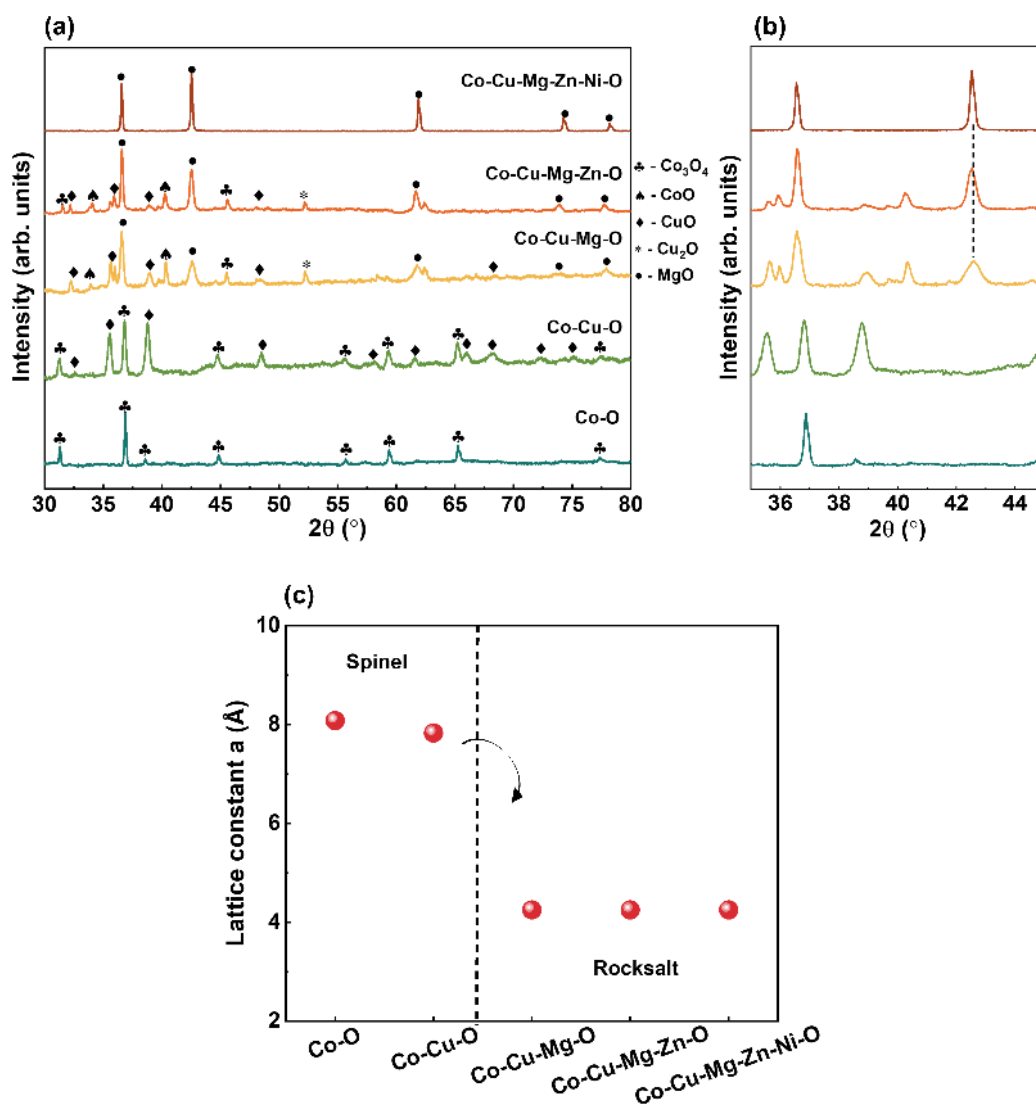 (a)
Co-Cu-Mg-Zn-Ni-O
Co-Cu-Mg-Zn-O
Co-Cu-Mg-O
Co-Cu-O
Co-O
♣ - Co₃O₄
♠ - CoO
♦ - CuO
* - Cu₂O
● - MgO
Intensity (arb. units)
30 35 40 45 50 55 60 65 70 75 80
2θ (°)
(b)
Intensity (arb. units)
36 38 40 42 44
2θ (°)
(c)
10
8
6
4
2
Lattice constant a (Å)
Spinel
Rocksalt
Co-O
Co-Cu-O
Co-Cu-Mg-O
Co-Cu-Mg-Zn-O
Co-Cu-Mg-Zn-Ni-O